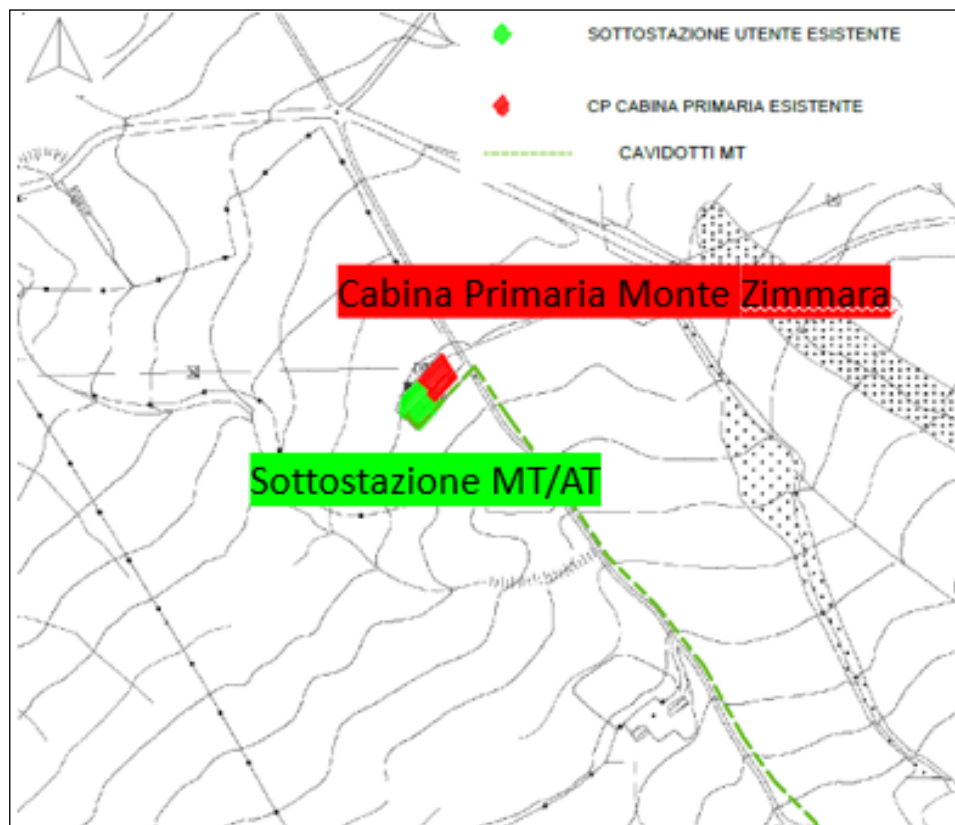 SOTTOSTAZIONE UTENTE ESISTENTE
CP CABINA PRIMARIA ESISTENTE
CAVIDOTTI MT
Cabina Primaria Monte Zimmara
Sottostazione MT/AT